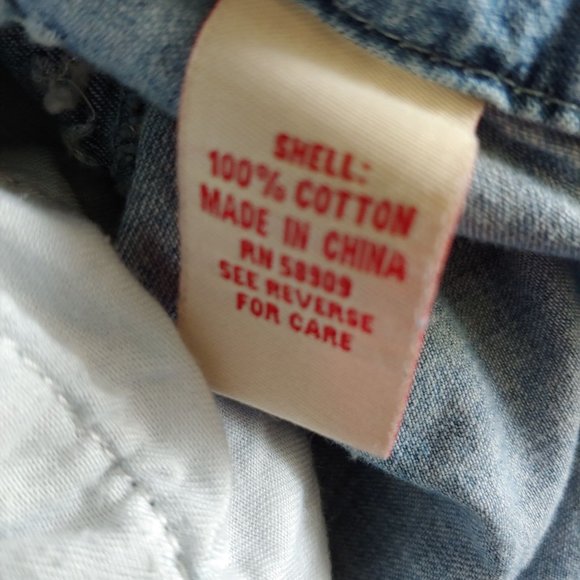 SHELL:
100% COTTON
MADE IN CHINA
RN 58909
SEE REVERSE
FOR CARE